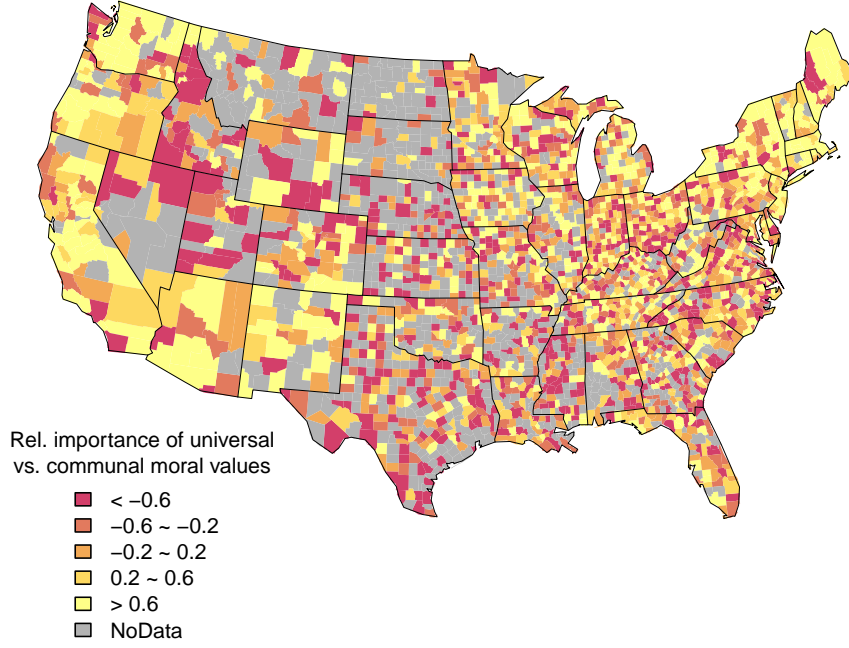 Rel. importance of universal
vs. communal moral values
< −0.6
−0.6 ~ −0.2
−0.2 ~ 0.2
0.2 ~ 0.6
> 0.6
NoData